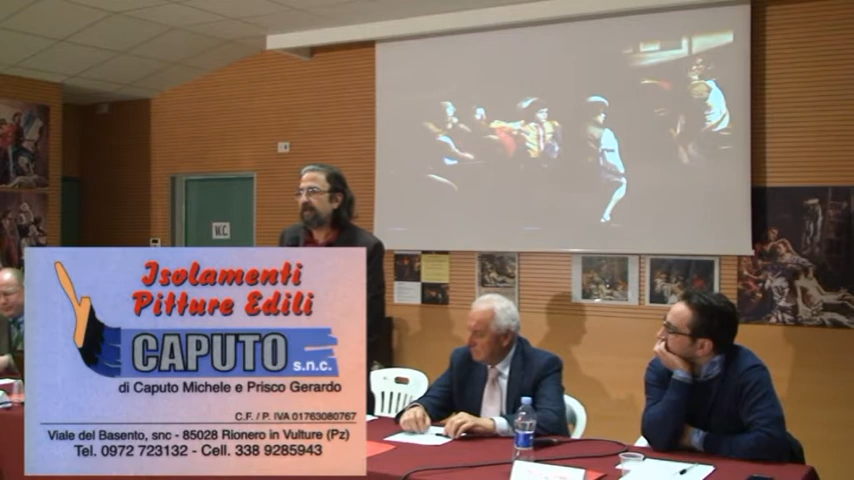 W.C.
Isolamenti
Pitture Edili
CAPUTO s.n.c.
di Caputo Michele e Prisco Gerardo
C.F. / P. IVA 01763080767
Viale del Basento, snc - 85028 Rionero in Vulture (Pz)
Tel. 0972 723132 - Cell. 338 9285943